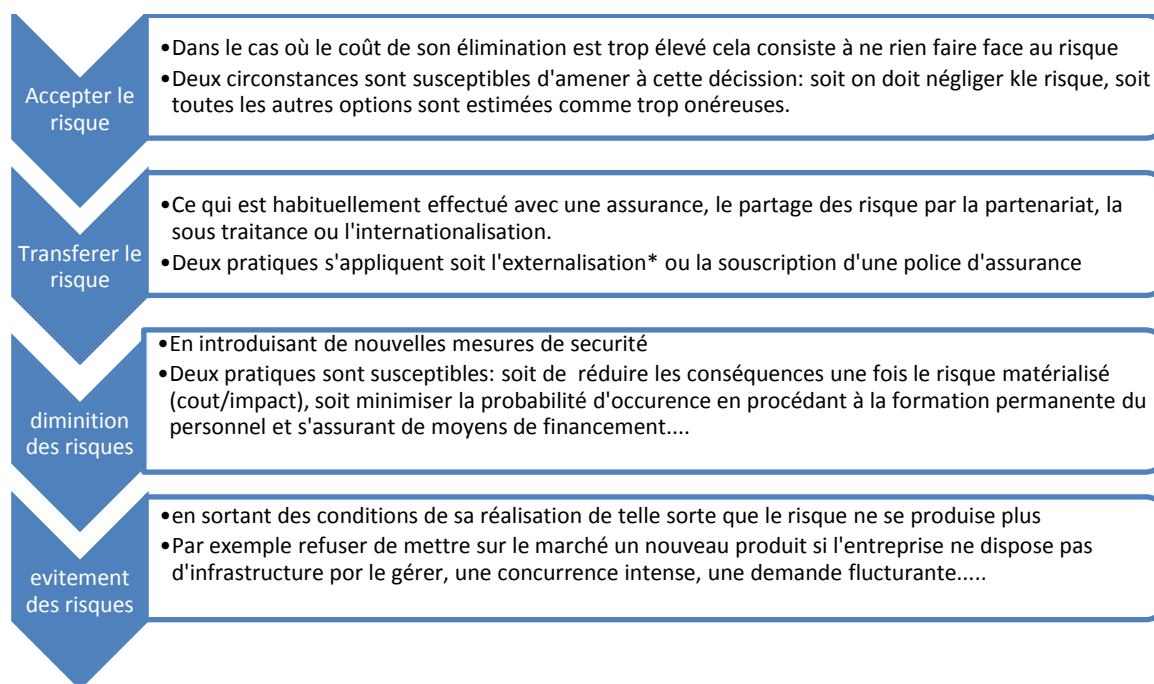 Accepter le
risque
•Dans le cas où le coût de son élimination est trop élevé cela consiste à ne rien faire face au risque
•Deux circonstances sont susceptibles d'amener à cette décission: soit on doit négliger kle risque, soit
toutes les autres options sont estimées comme trop onéreuses.
Transferer le
risque
•Ce qui est habituellement effectué avec une assurance, le partage des risque par la partenariat, la
sous traitance ou l'internationalisation.
•Deux pratiques s'appliquent soit l'externalisation* ou la souscription d'une police d'assurance
diminition
des risques
•En introduisant de nouvelles mesures de securité
•Deux pratiques sont susceptibles: soit de réduire les conséquences une fois le risque matérialisé
(cout/impact), soit minimiser la probabilité d'occurence en procédant à la formation permanente du
personnel et s'assurant de moyens de financement....
evitement
des risques
•en sortant des conditions de sa réalisation de telle sorte que le risque ne se produise plus
•Par exemple refuser de mettre sur le marché un nouveau produit si l'entreprise ne dispose pas
d'infrastructure por le gérer, une concurrence intense, une demande flucturante.....